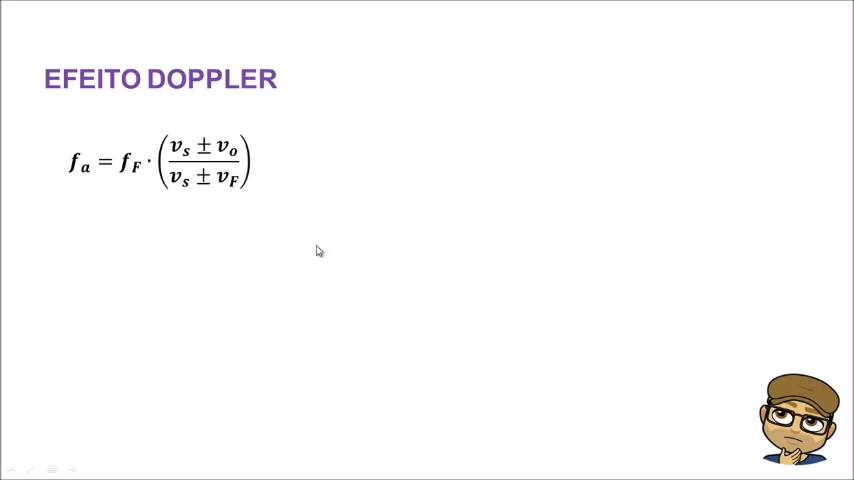 EFEITO DOPPLER
f_a = f_F · ( (v_s ± v_o) / (v_s ± v_F) )